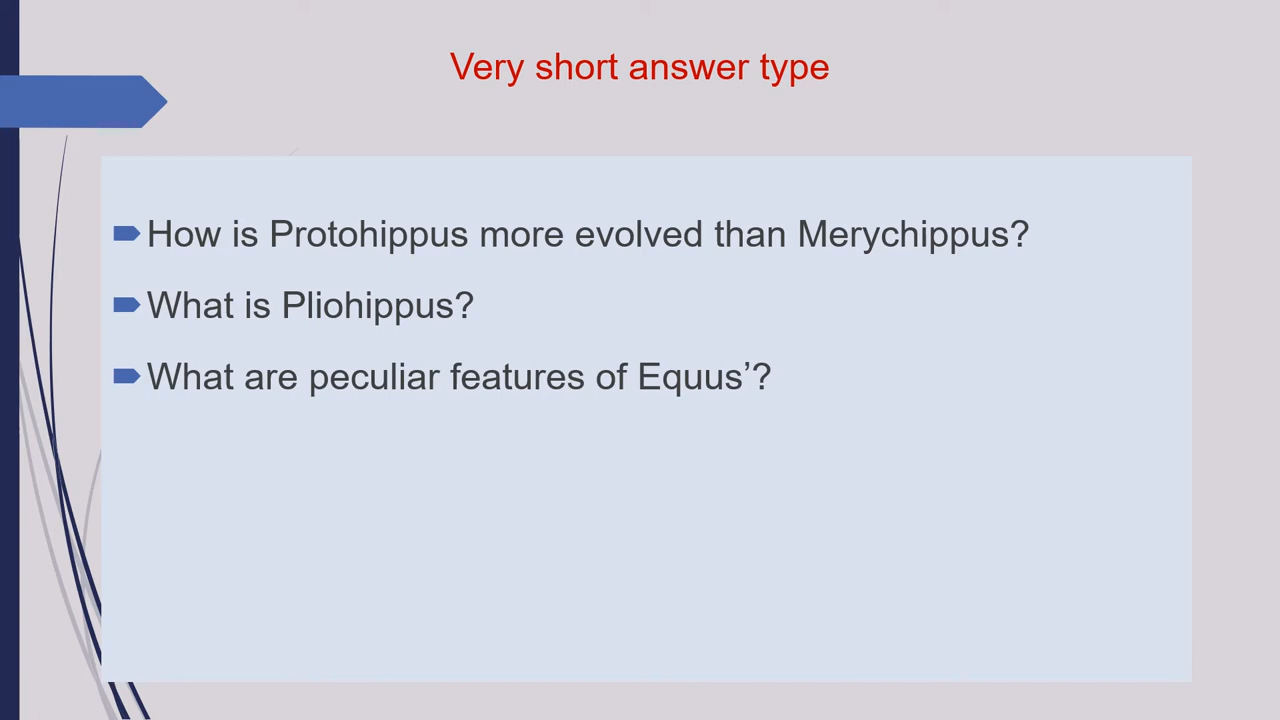 Very short answer type
How is Protohippus more evolved than Merychippus?
What is Pliohippus?
What are peculiar features of Equus’?